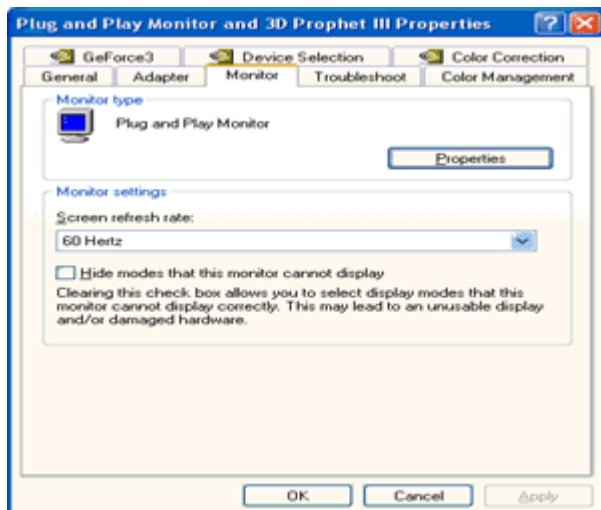 Plug and Play Monitor and 3D Prophet III Properties
GeForce3 Device Selection Color Correction
General Adapter Monitor Troubleshoot Color Management
Monitor type
Plug and Play Monitor
Properties
Monitor settings
Screen refresh rate:
60 Hertz
Hide modes that this monitor cannot display
Clearing this check box allows you to select display modes that this
monitor cannot display correctly. This may lead to an unusable display
and/or damaged hardware.
OK Cancel Apply